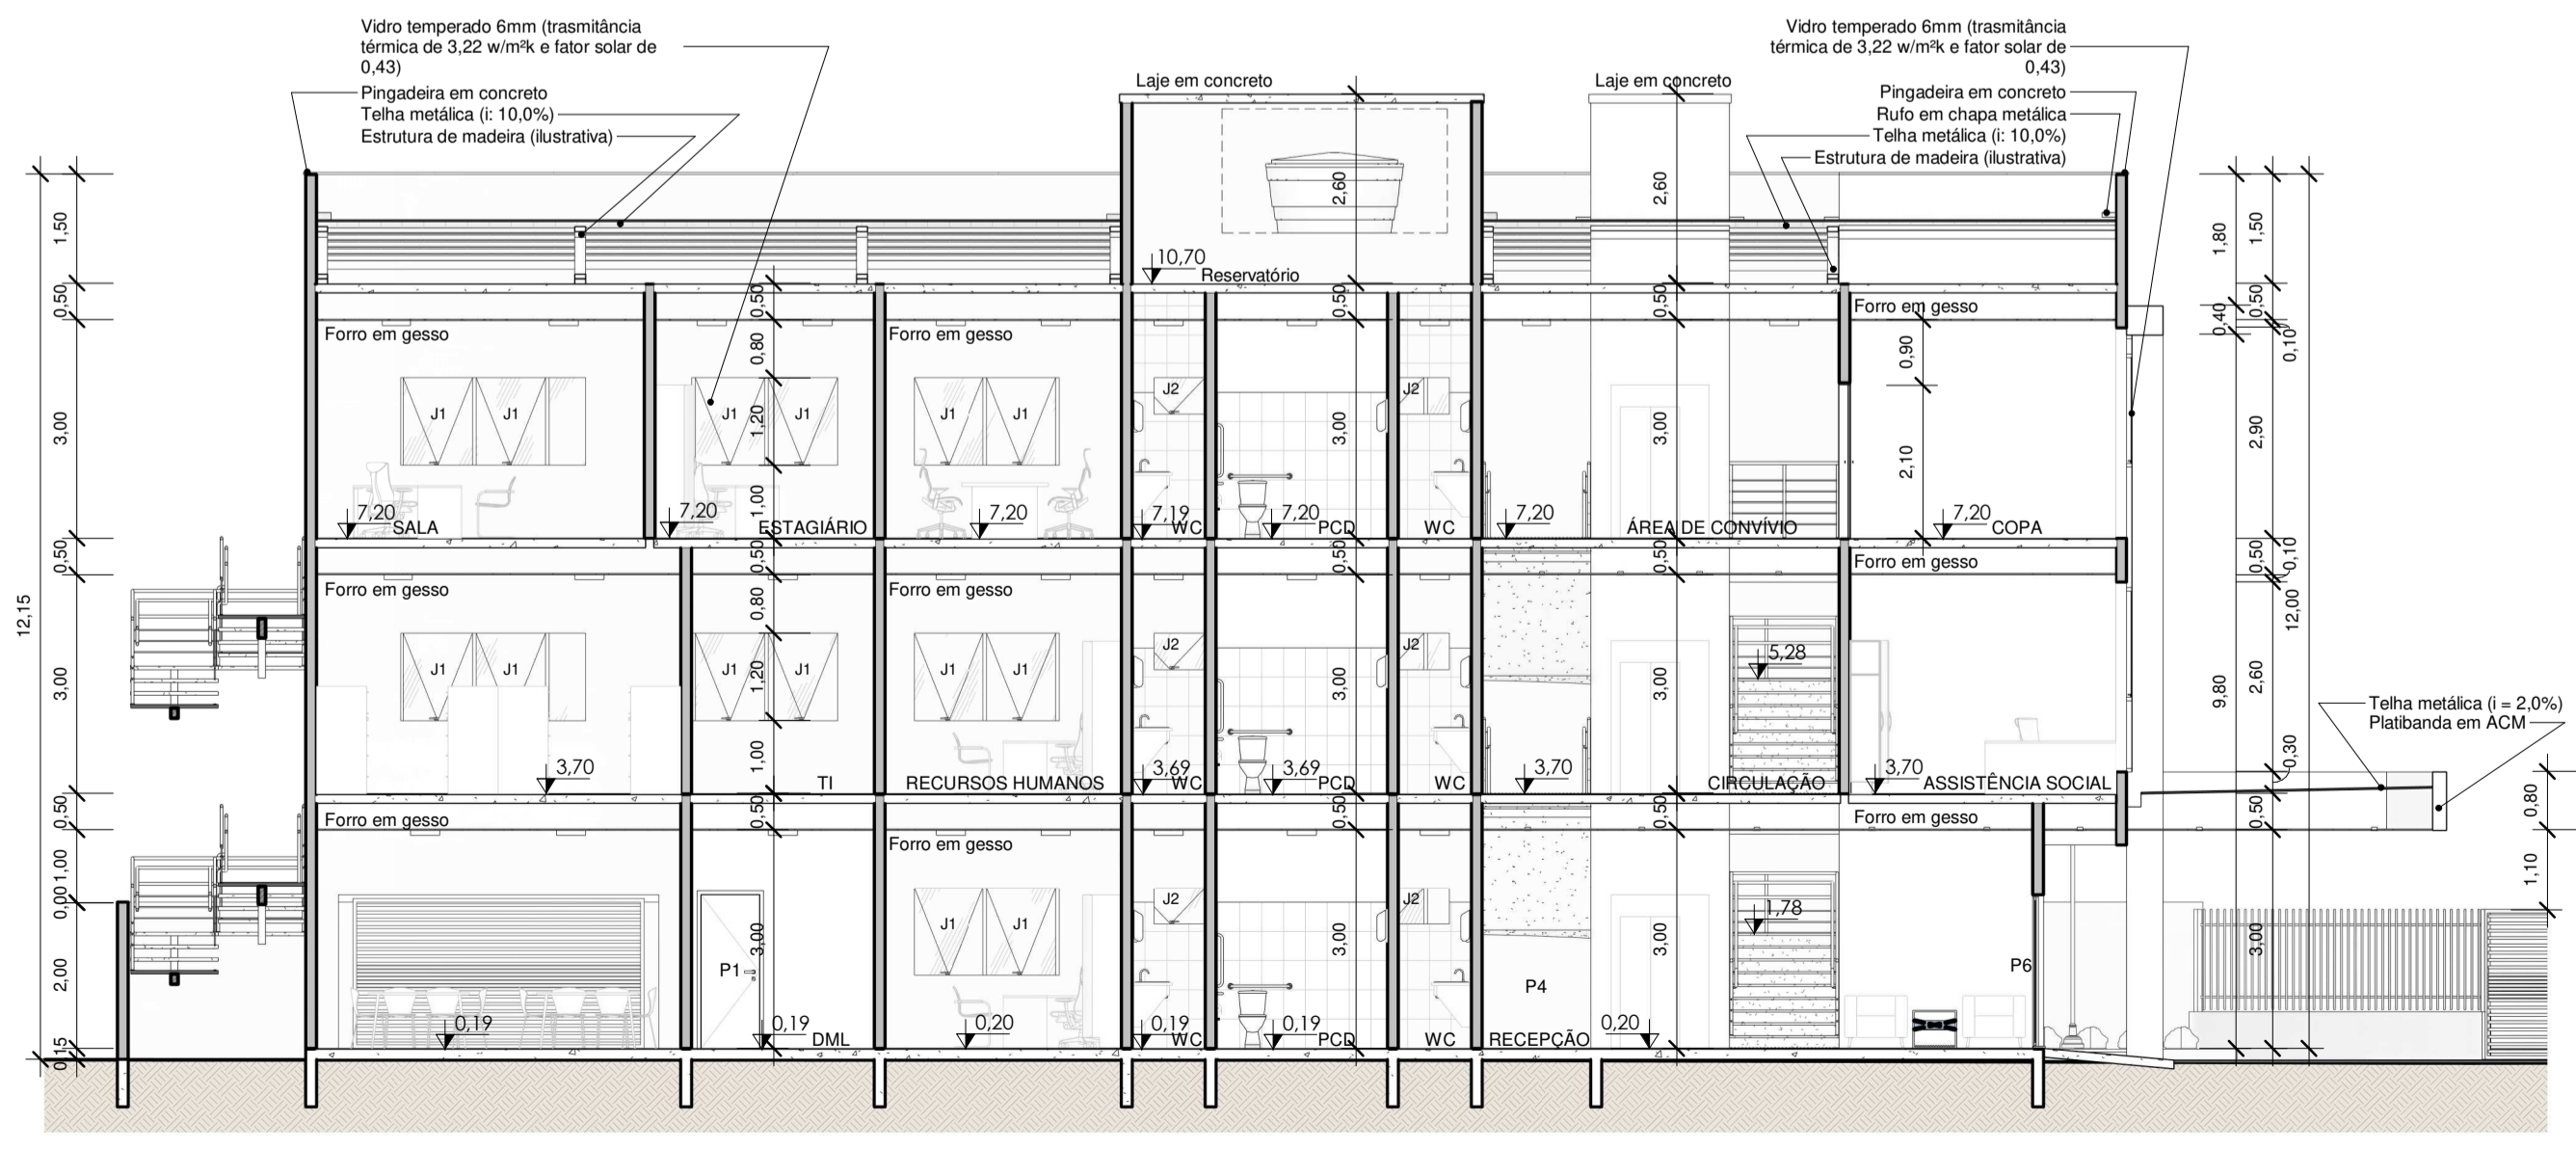 Vidro temperado 6mm (trasmitância
térmica de 3,22 w/m²k e fator solar de
0,43)
Pingadeira em concreto
Telha metálica (i: 10,0%)
Estrutura de madeira (ilustrativa)
Laje em concreto
Laje em concreto
Vidro temperado 6mm (trasmitância
térmica de 3,22 w/m²k e fator solar de
0,43)
Pingadeira em concreto
Rufo em chapa metálica
Telha metálica (i: 10,0%)
Estrutura de madeira (ilustrativa)
2,60
2,60
10,70
Reservatório
12,15
1,50
0,50
3,00
0,50
3,00
0,50
1,00
0,00
2,00
0,15
Forro em gesso
0,50
0,80
1,20
1,00
Forro em gesso
0,50
0,50
Forro em gesso
J1 J1 J1 J1 J1 J1 J2 J2
3,00
3,00
0,90
2,10
7,20 SALA
7,20 ESTAGIÁRIO
7,20
7,19 WC
7,20 PCD
WC
7,20 ÁREA DE CONVÍVIO
7,20 COPA
Forro em gesso
0,50
0,80
1,20
1,00
Forro em gesso
0,50
0,50
Forro em gesso
J1 J1 J1 J1 J1 J1 J2 J2
3,00
3,00
5,28
3,70
TI
RECURSOS HUMANOS
3,69 WC
3,69 PCD
WC
3,70 CIRCULAÇÃO
3,70 ASSISTÊNCIA SOCIAL
Forro em gesso
0,50
Forro em gesso
0,50
0,50
Forro em gesso
P1
3,00
J1 J1 J2 J2
3,00
P4
3,00
1,78
P6
0,19
0,19 DML
0,20
0,19 WC
0,19 PCD
WC
RECEPÇÃO 0,20
1,80
0,40
9,80
1,50
0,50
0,10
2,90
0,50
0,10
2,60
0,30
0,50
3,00
12,00
Telha metálica (i = 2,0%)
Platibanda em ACM
0,80
1,10